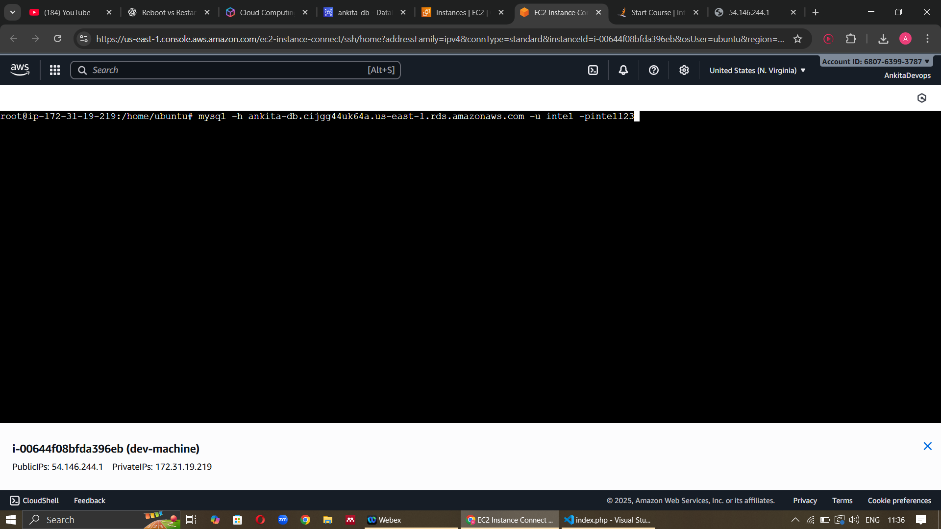 (184) YouTube
Reboot vs Resta
Cloud Computin
ankita_db - Data
Instances | EC2 |
EC2 Instance Con
Start Course | Int
54.146.244.1
https://us-east-1.console.aws.amazon.com/ec2-instance-connect/ssh/home?addressFamily=ipv4&connType=standard&instanceId=i-00644f08bfda396eb&osUser=ubuntu&region=...
A
aws
Search
[Alt+S]
United States (N. Virginia)
Account ID: 6807-6399-3787
AnkitaDevops
root@ip-172-31-19-219:/home/ubuntu# mysql -h ankita-db.cijgg44uk64a.us-east-1.rds.amazonaws.com -u intel -pintel123
i-00644f08bfda396eb (dev-machine)
PublicIPs: 54.146.244.1 PrivateIPs: 172.31.19.219
CloudShell Feedback © 2025, Amazon Web Services, Inc. or its affiliates. Privacy Terms Cookie preferences
Search
Webex
EC2 Instance Connect ...
index.php - Visual Stu...
ENG
11:36